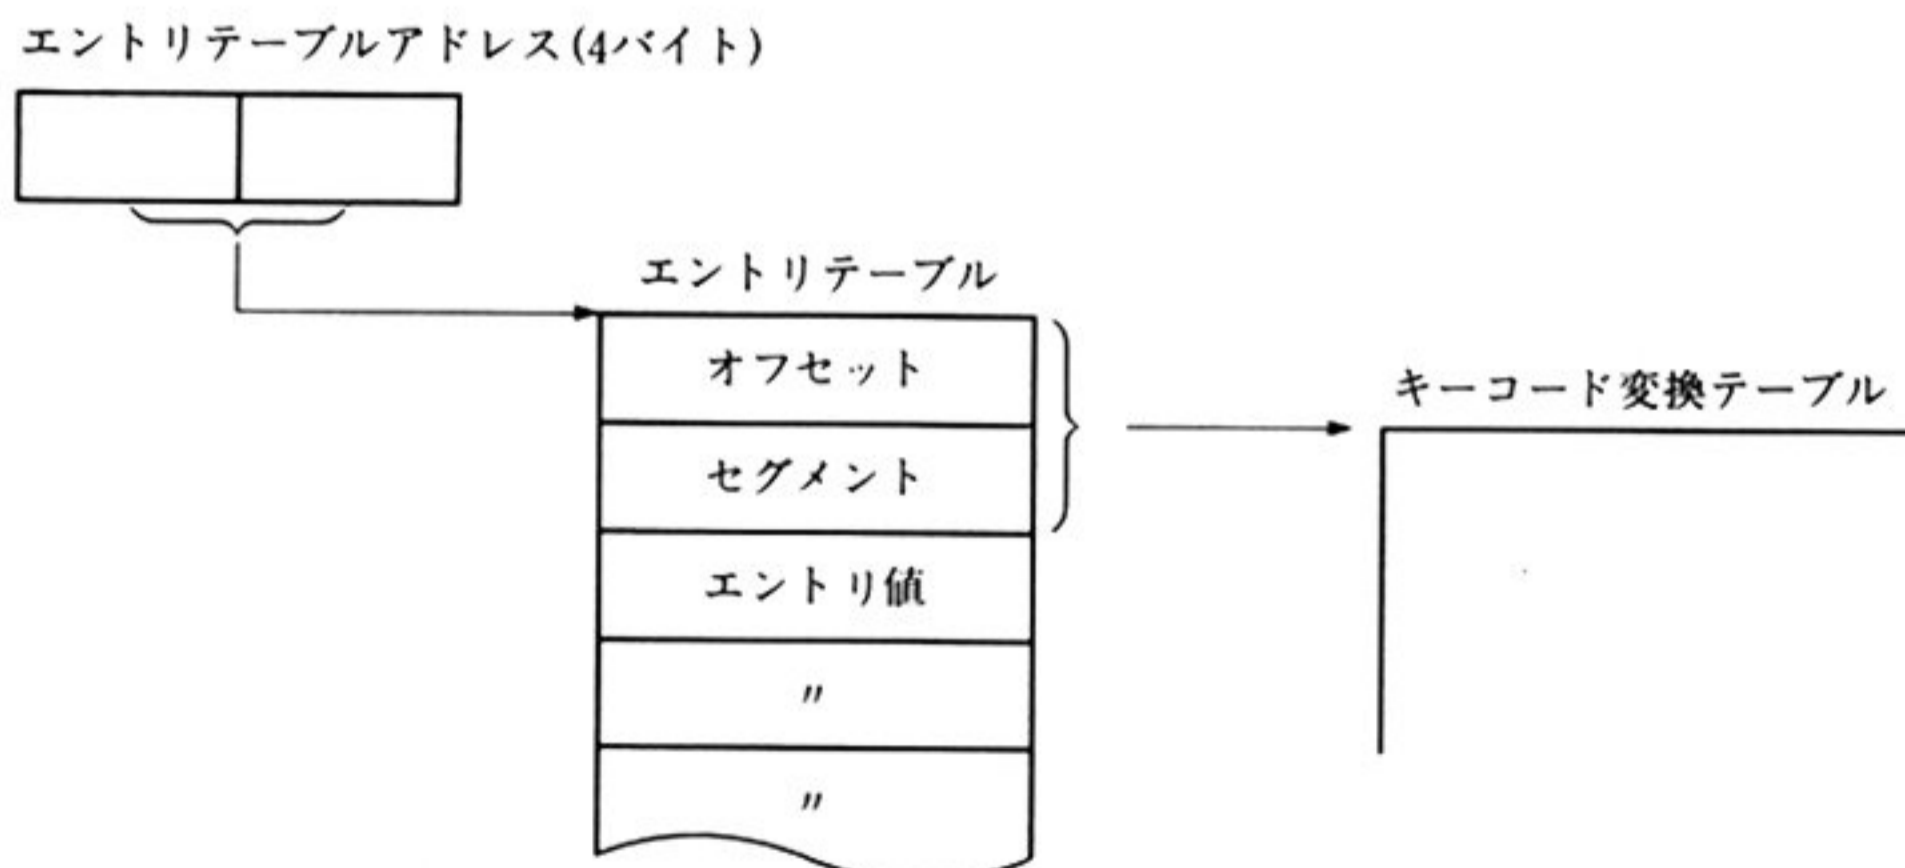 エントリテーブルアドレス(4バイト)
エントリテーブル
オフセット
セグメント
エントリ値
〃
〃
キーコード変換テーブル